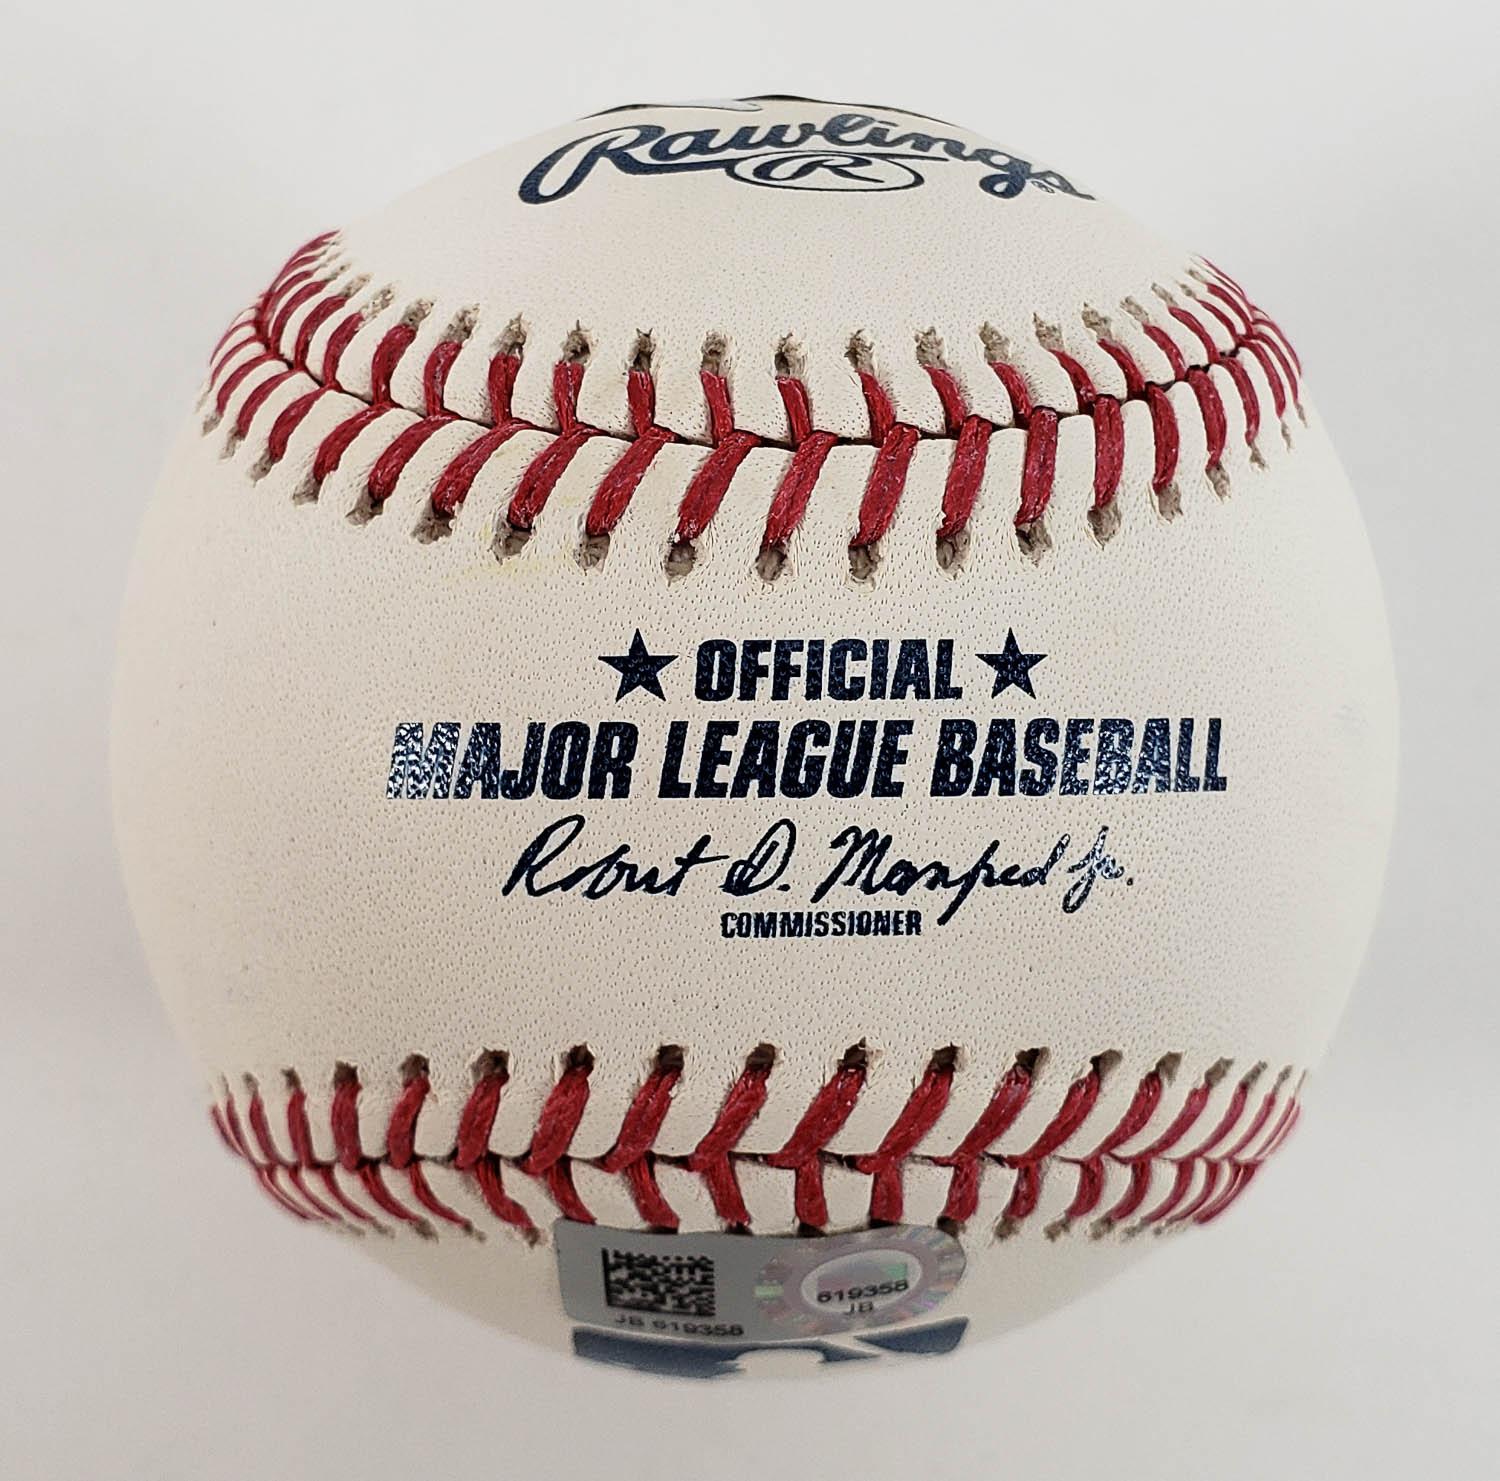 Rawlings
R
®
OFFICIAL
MAJOR LEAGUE BASEBALL
Robert D. Manfred Jr.
COMMISSIONER
JB 619358
619358
JB